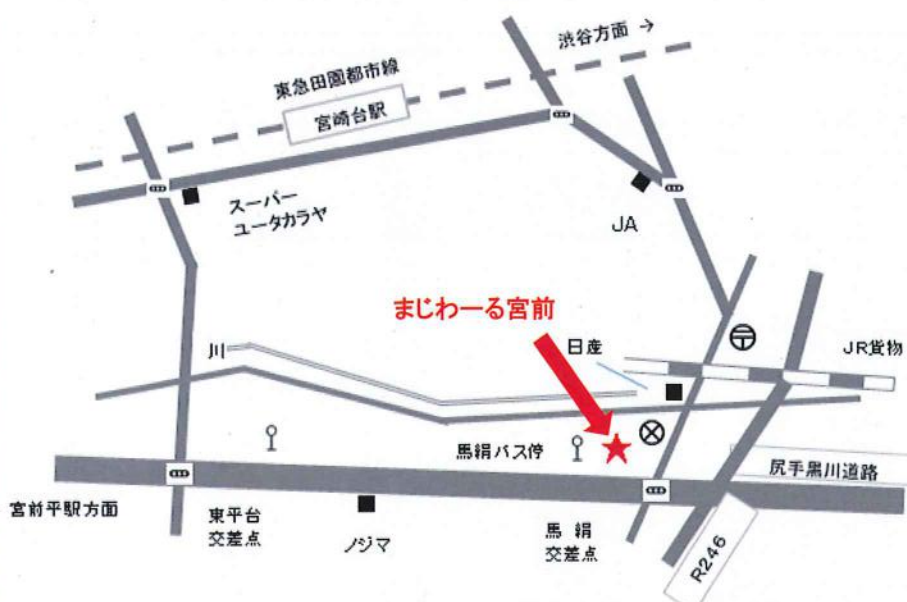 渋谷方面 →
東急田園都市線
宮崎台駅
スーパー
ユータカラヤ
JA
まじわーる宮前
日産
JR貨物
川
馬絹バス停
尻手黒川道路
宮前平駅方面
東平台
交差点
ノジマ
馬 絹
交差点
R246